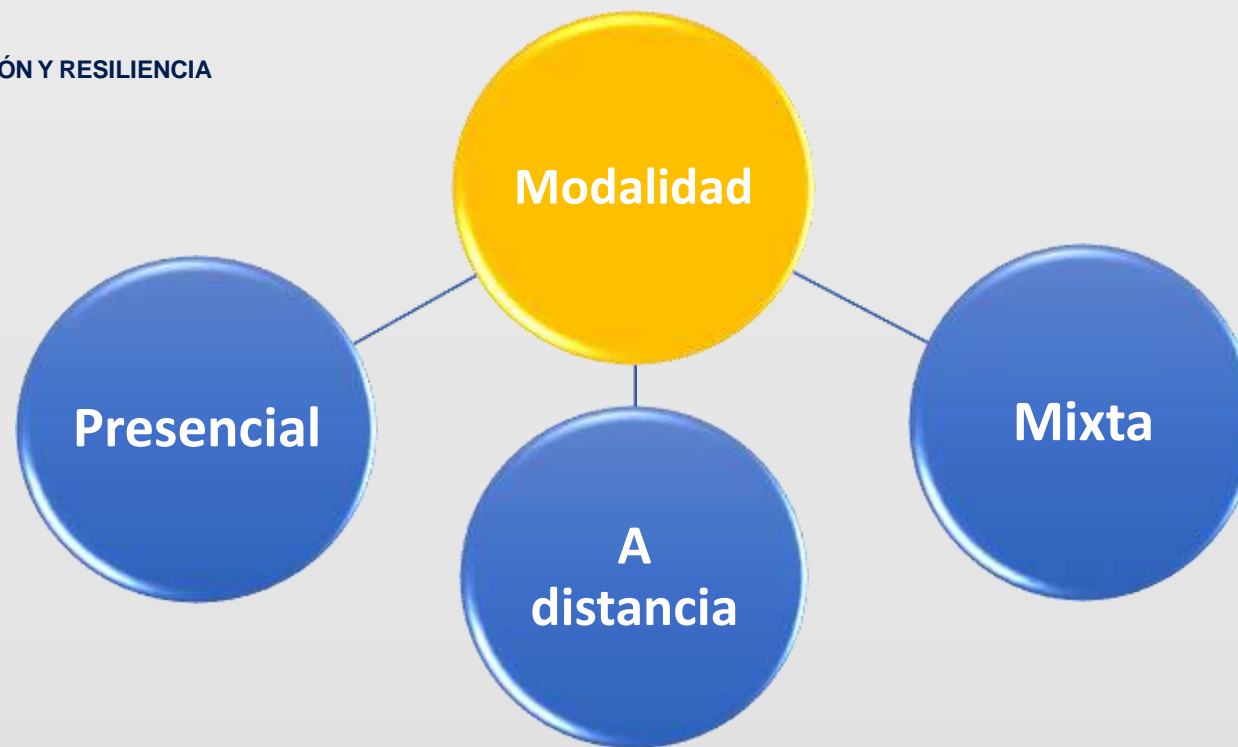 ÓN Y RESILIENCIA
Modalidad
Presencial
A
distancia
Mixta